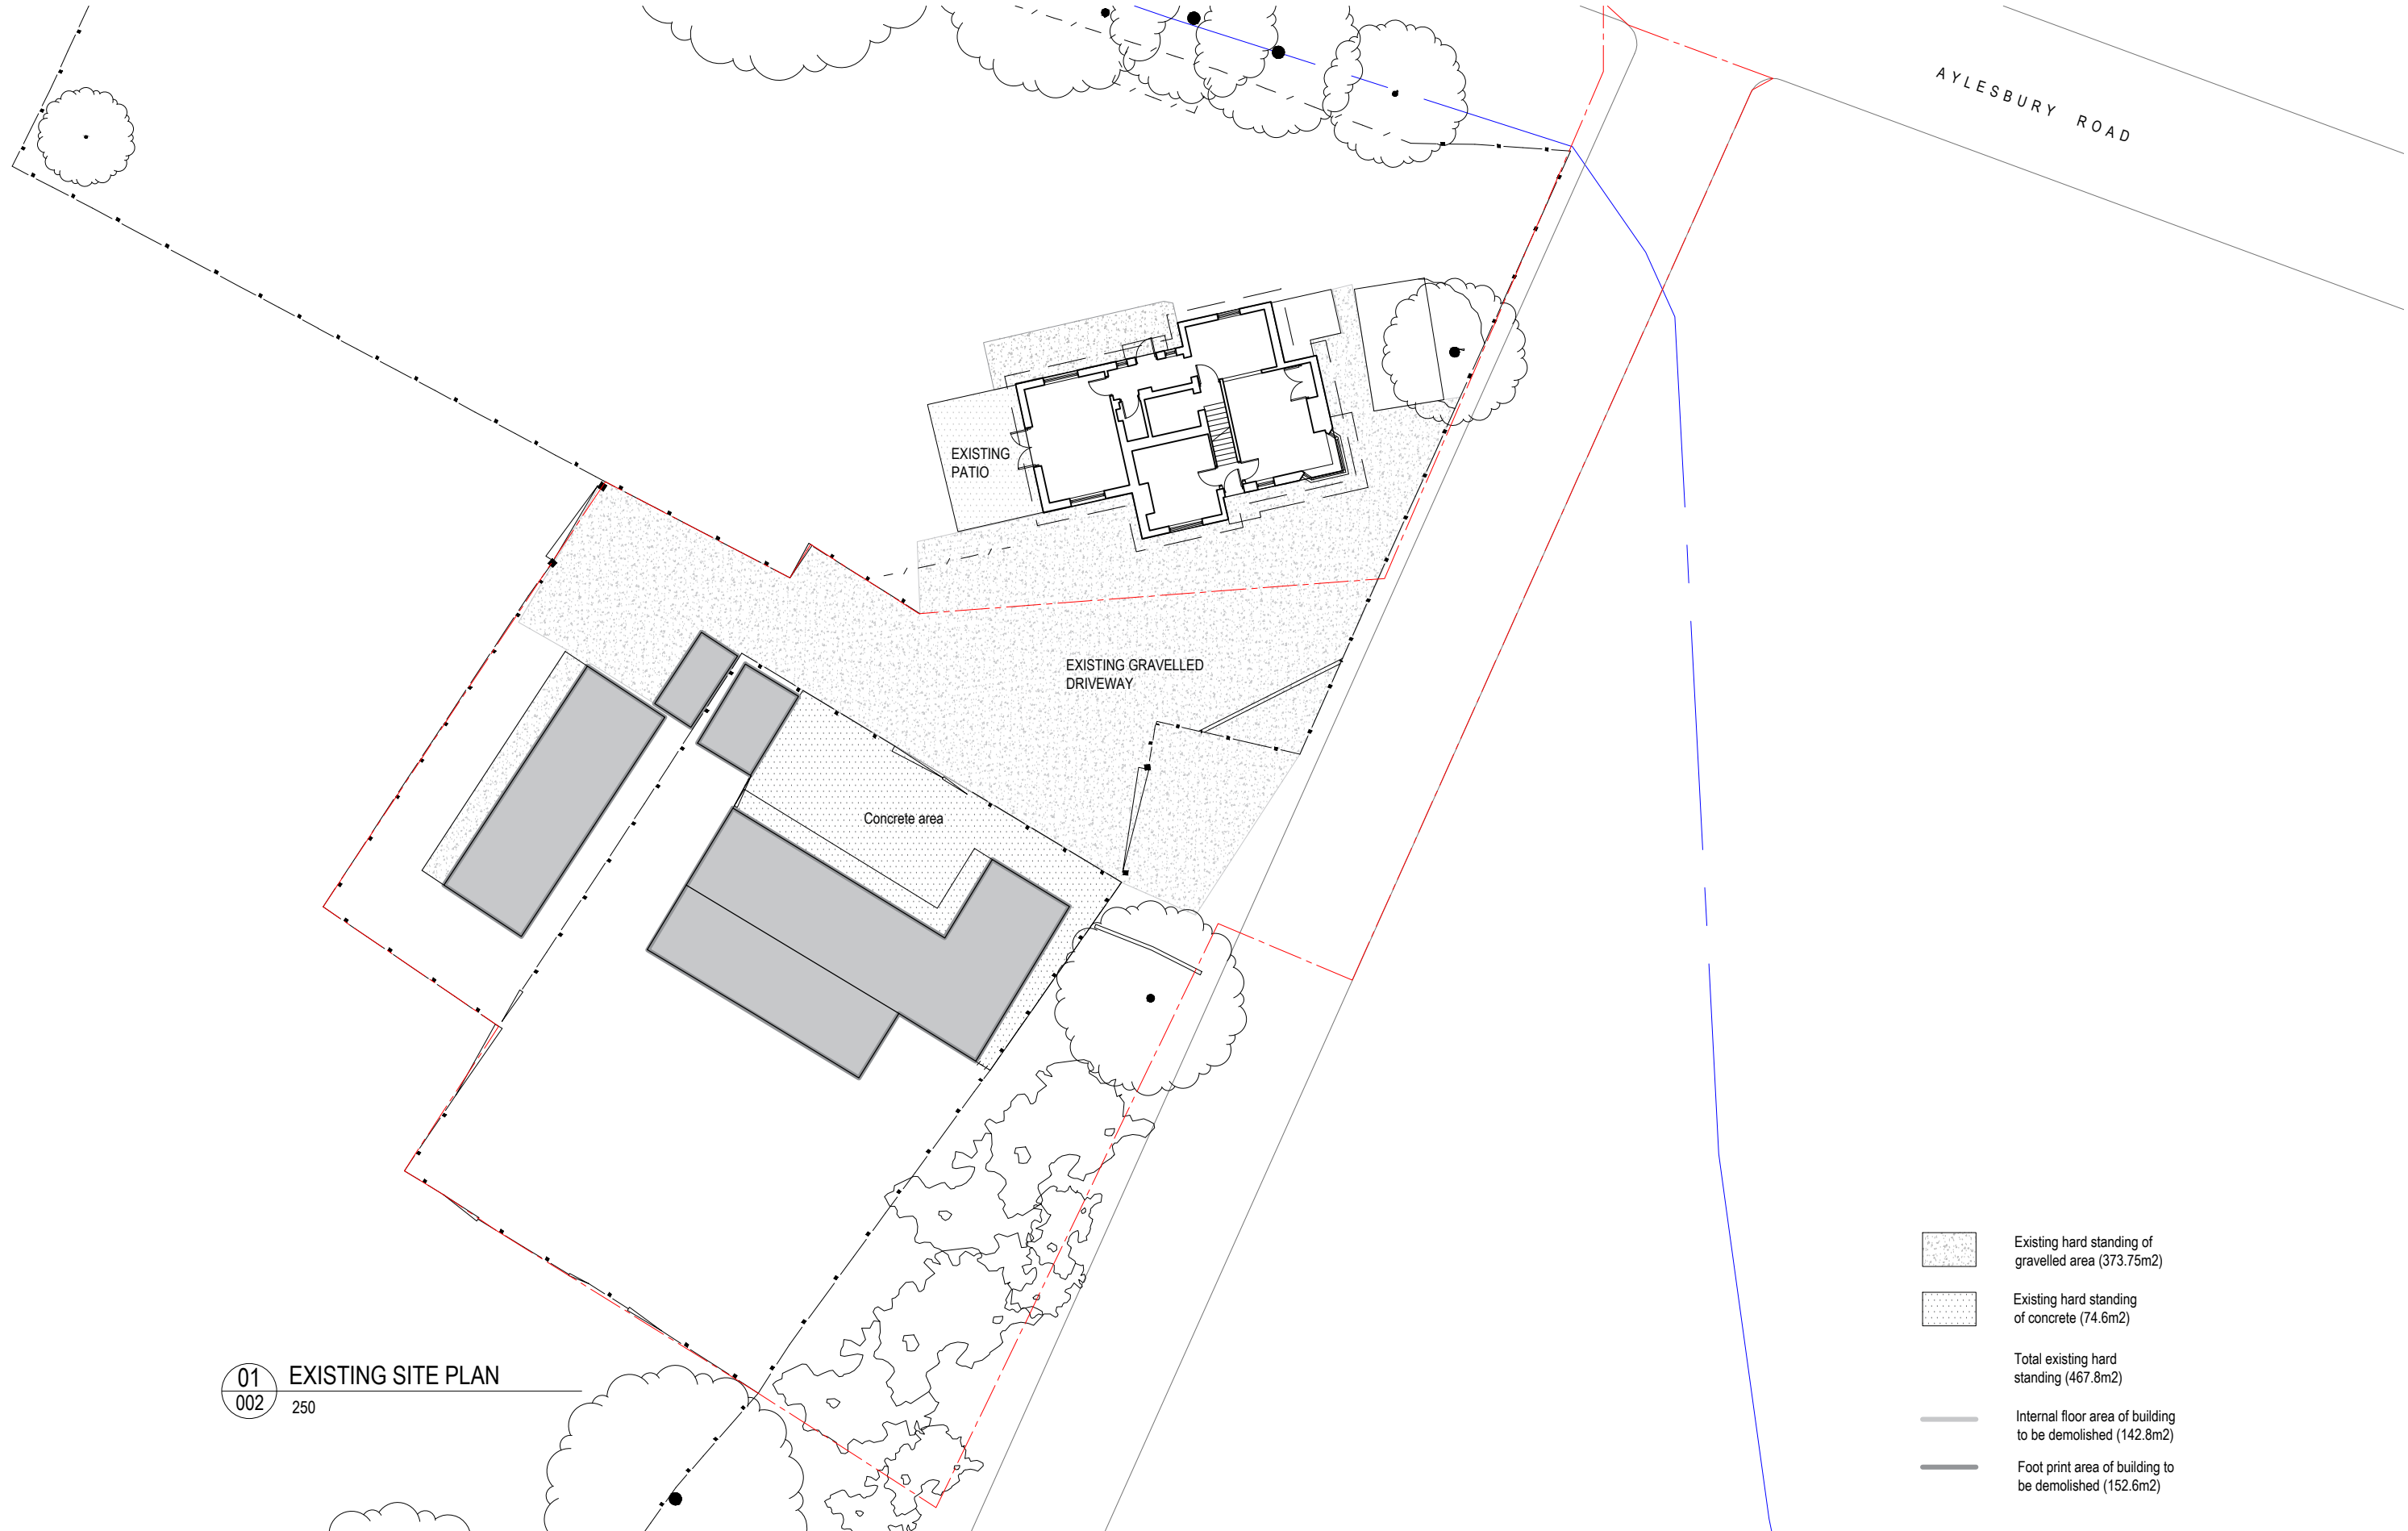 AYLESBURY ROAD
EXISTING
PATIO
EXISTING GRAVELLED
DRIVEWAY
Concrete area
Existing hard standing of
gravelled area (373.75m2)
Existing hard standing
of concrete (74.6m2)
Total existing hard
standing (467.8m2)
Internal floor area of building
to be demolished (142.8m2)
Foot print area of building to
be demolished (152.6m2)
01
002
EXISTING SITE PLAN
250